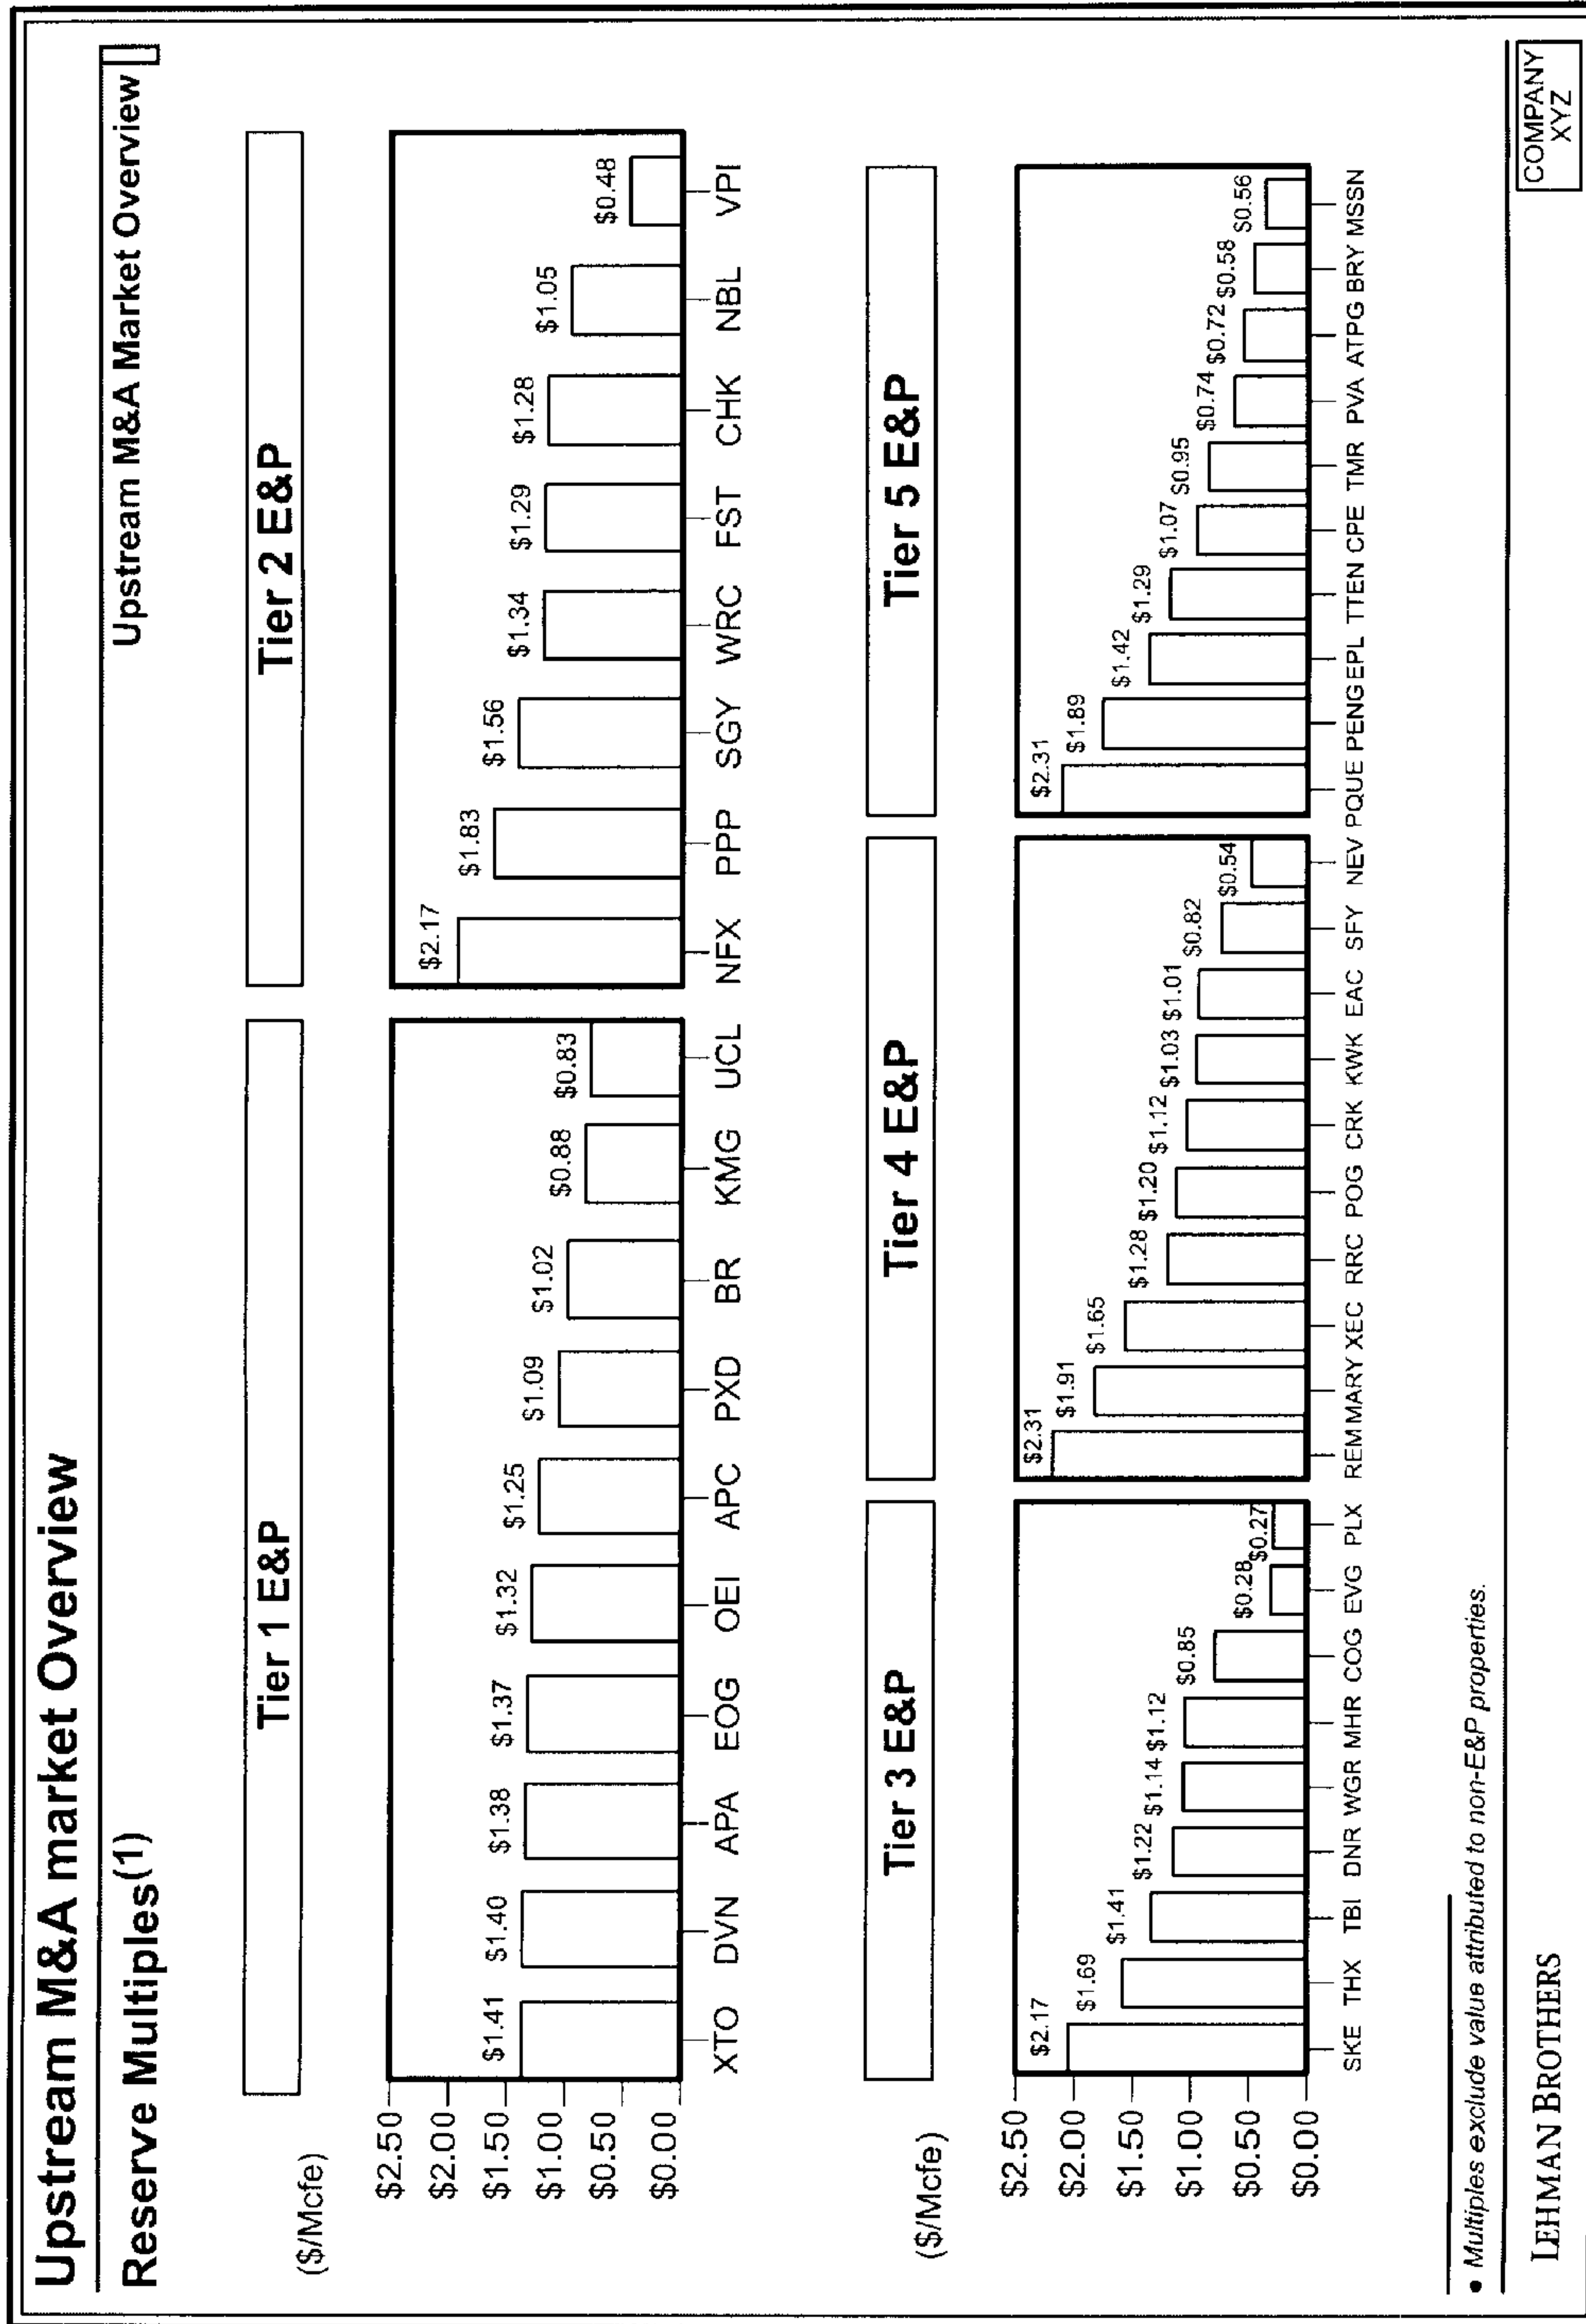 Upstream M&A market Overview
Upstream M&A Market Overview
Reserve Multiples(1)
Tier 1 E&P
Tier 2 E&P
($/Mcfe)
$2.50
$2.00
$1.50
$1.00
$0.50
$0.00
$1.41 $1.40 $1.38 $1.37 $1.32 $1.25 $1.09 $1.02 $0.88 $0.83
XTO DVN APA EOG OEI APC PXD BR KMG UCL
$2.17 $1.83 $1.56 $1.34 $1.29 $1.28 $1.05 $0.48
NFX PPP SGY WRC FST CHK NBL VPI
Tier 3 E&P
Tier 4 E&P
Tier 5 E&P
($/Mcfe)
$2.50
$2.00
$1.50
$1.00
$0.50
$0.00
$2.17 $1.69 $1.41 $1.22 $1.14 $1.12 $0.85 $0.28 $0.27
SKE THX TBI DNR WGR MHR COG EVG PLX
$2.31 $1.91 $1.65 $1.28 $1.20 $1.12 $1.03 $1.01 $0.82 $0.54
REM MARY XEC RRC POG CRK KWK EAC SFY NEV
$2.31 $1.89 $1.42 $1.29 $1.07 $0.95 $0.74 $0.72 $0.58 $0.56
PQUE PENG EPL TTEN CPE TMR PVA ATPG BRY MSSN
• Multiples exclude value attributed to non-E&P properties.
LEHMAN BROTHERS
COMPANY
XYZ